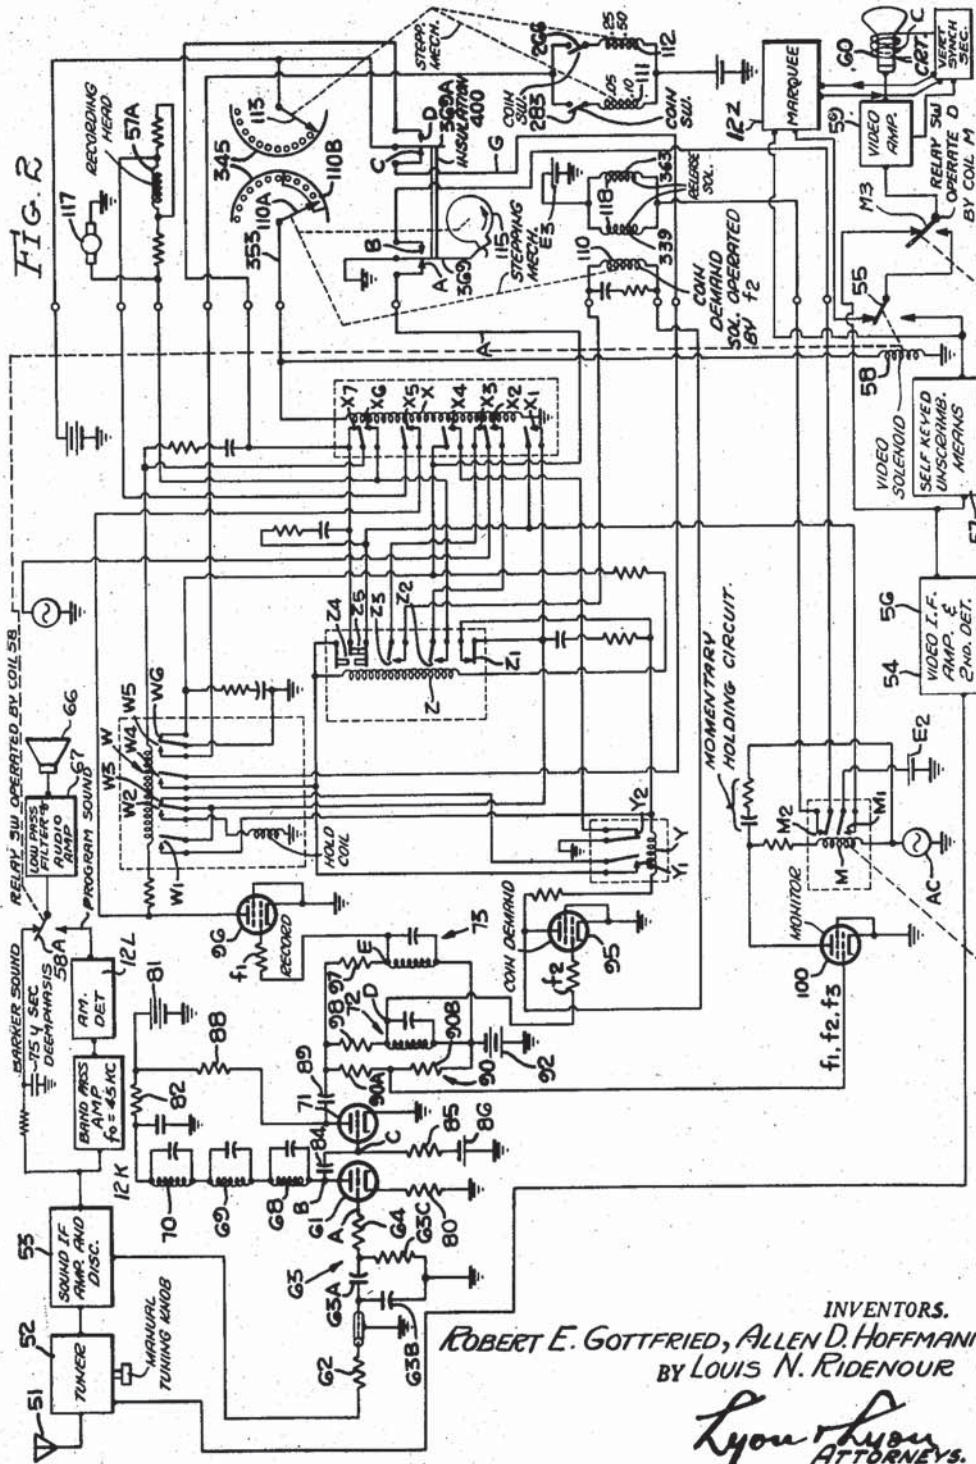 FIG. 2
51
52
TUNER
MANUAL
TUNING KNOB
53
SOUND IF
AMP. AND
DISC.
BARKER SOUND
75 Ч SEC
DEEMPHASIS
12K
BAND PASS
AMP
fo = 45 KC
AM.
DET
12L
RELAY SW OPERATED BY COIL 58
58A
PROGRAM SOUND
LOW PASS
FILTER &
AUDIO
AMP
67
66
117
RECORDING
HEAD
57A
81
82
88
70
69
68
84
B
61
A
64
63
63A
63B
63C
62
80
71
89
C
85
86
90A
90B
90
92
98
72
D
97
E
73
f1
96
RECORD
W1
W2
W3
W
W4
W5
W6
HOLD
COIL
Z
Z1
Z2
Z3
Z4
Z5
X7
X6
X5
X
X4
X3
X2
X1
Y2
Y
Y1
COIN DEMAND
f2
95
353
345
110A
110B
113
STEPP.
MECH.
C
D
369A
INSULATION
400
G
B
A
369
115
STEPPING
MECH.
A
COIN
SW.
283
COIN
SW.
266
.25
.50
.05
.10
111
112
E3
110
118
363
RELEASE
SOL.
339
COIN
DEMAND
SOL. OPERATED
BY
f2
MARQUEE
122
59
VIDEO
AMP.
60
C
CRT
VERT
SYNCH
SEC.
M3
RELAY SW
OPERATE D
BY COIL M
55
58
VIDEO
SOLENOID
SELF KEYED
UNSCRAMB.
MEANS
57
54
56
VIDEO I.F.
AMP. &
2ND. DET.
MOMENTARY
HOLDING CIRCUIT.
M2
M
M1
E2
AC
MONITOR
100
f1, f2, f3
INVENTORS.
ROBERT E. GOTTFRIED, ALLEN D. HOFFMANN
BY LOUIS N. RIDENOUR
Lyon & Lyon
ATTORNEYS.